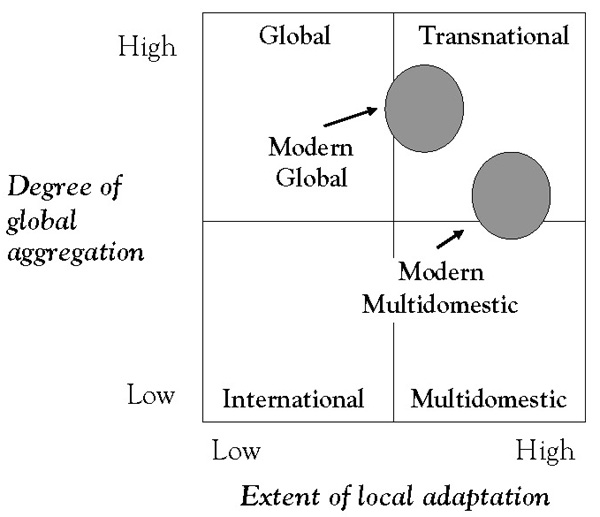 Global
Transnational
High
Modern
Global
Degree of
global
aggregation
Modern
Multidomestic
Low
International
Multidomestic
Low
High
Extent of local adaptation